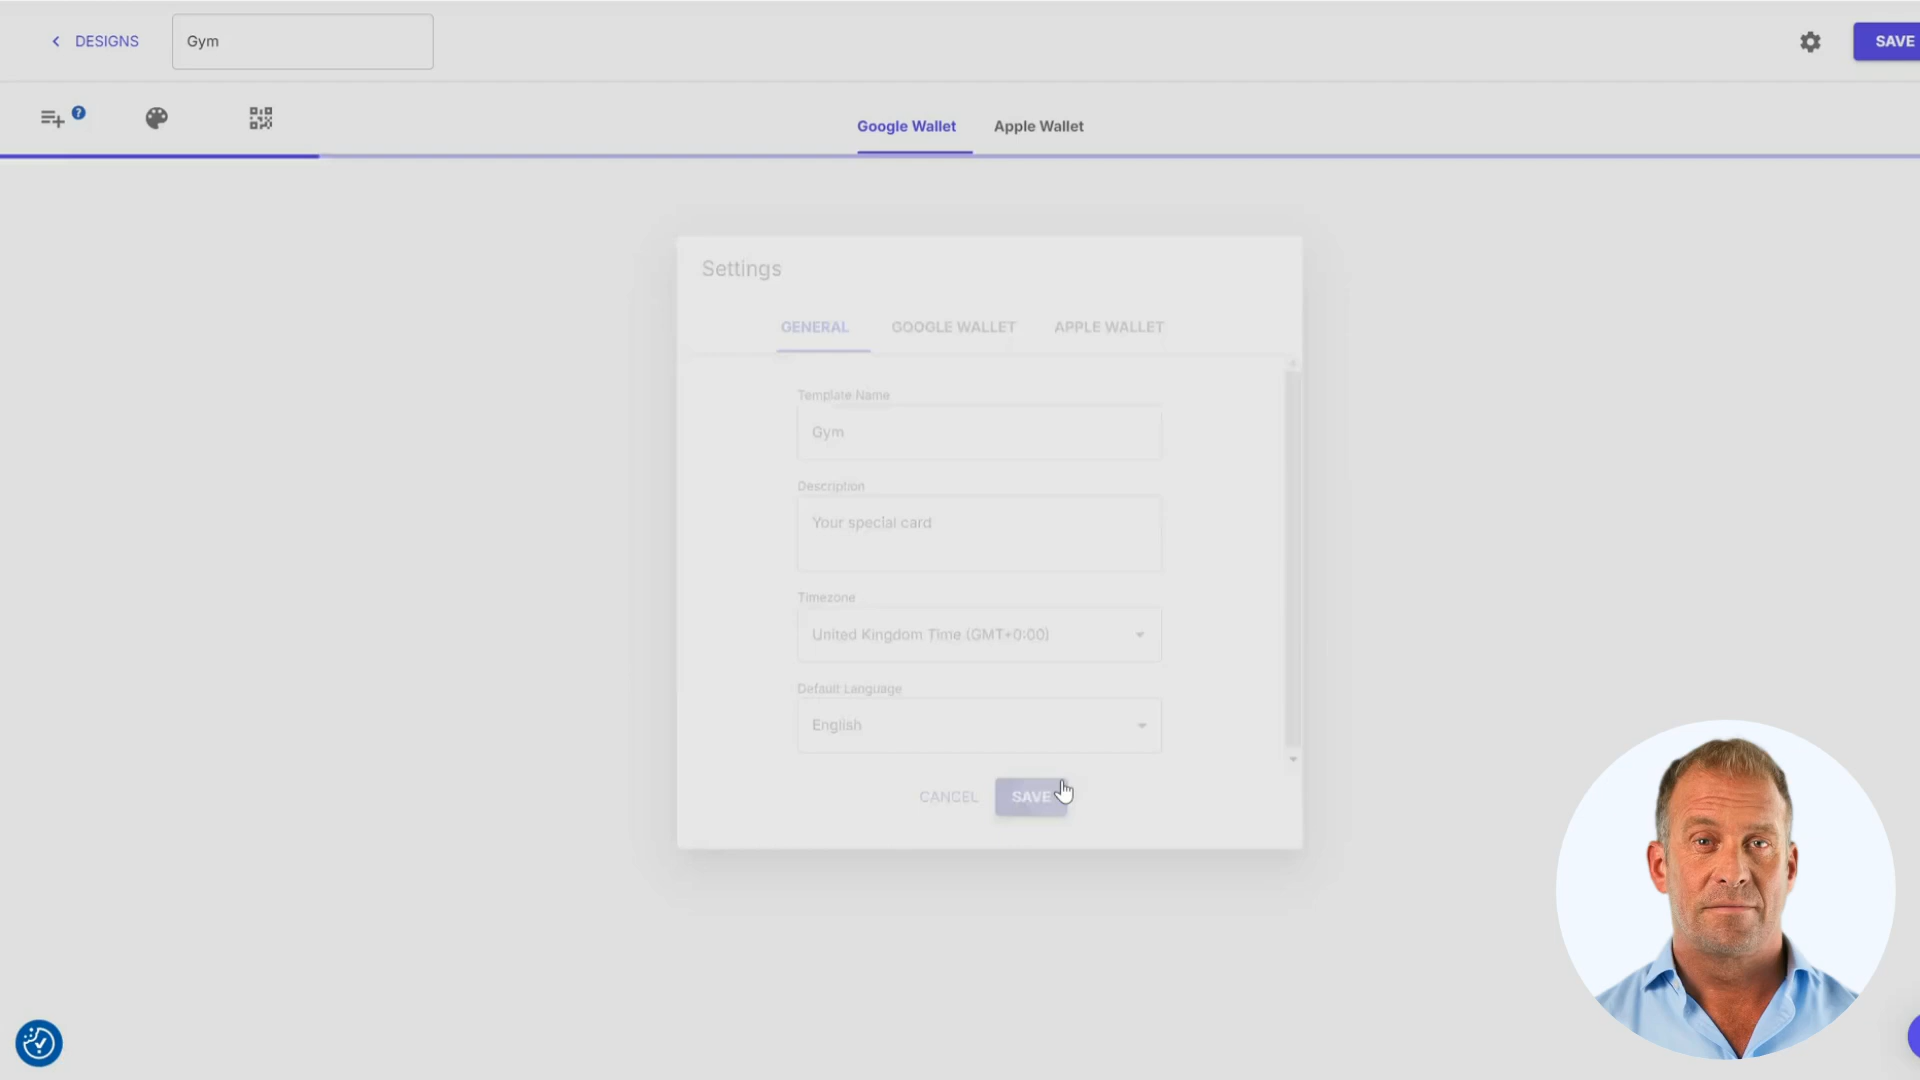 DESIGNS
Gym
SAVE
?
Google Wallet
Apple Wallet
Settings
GENERAL
GOOGLE WALLET
APPLE WALLET
Template Name
Gym
Description
Your special card
Timezone
United Kingdom Time (GMT+0:00)
Default Language
English
CANCEL
SAVE